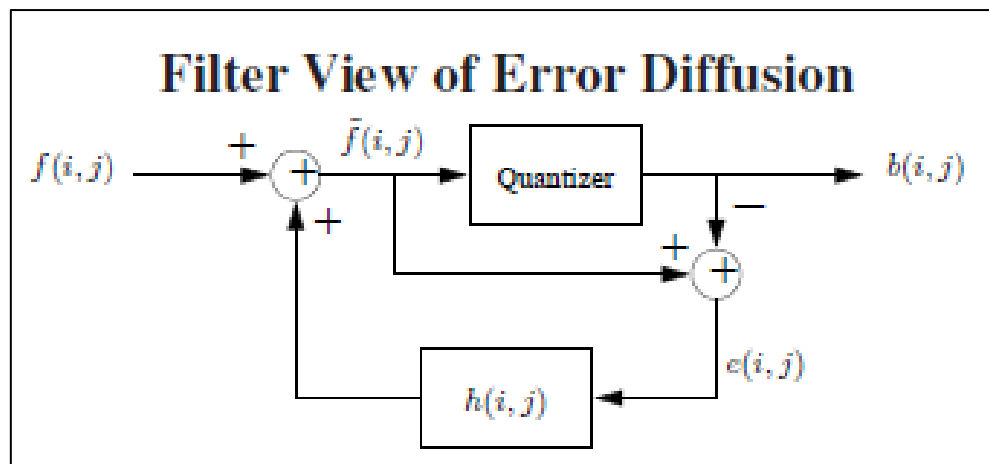 Filter View of Error Diffusion
f(i, j)
+
+
f̃(i, j)
Quantizer
b(i, j)
+
−
+
+
h(i, j)
e(i, j)